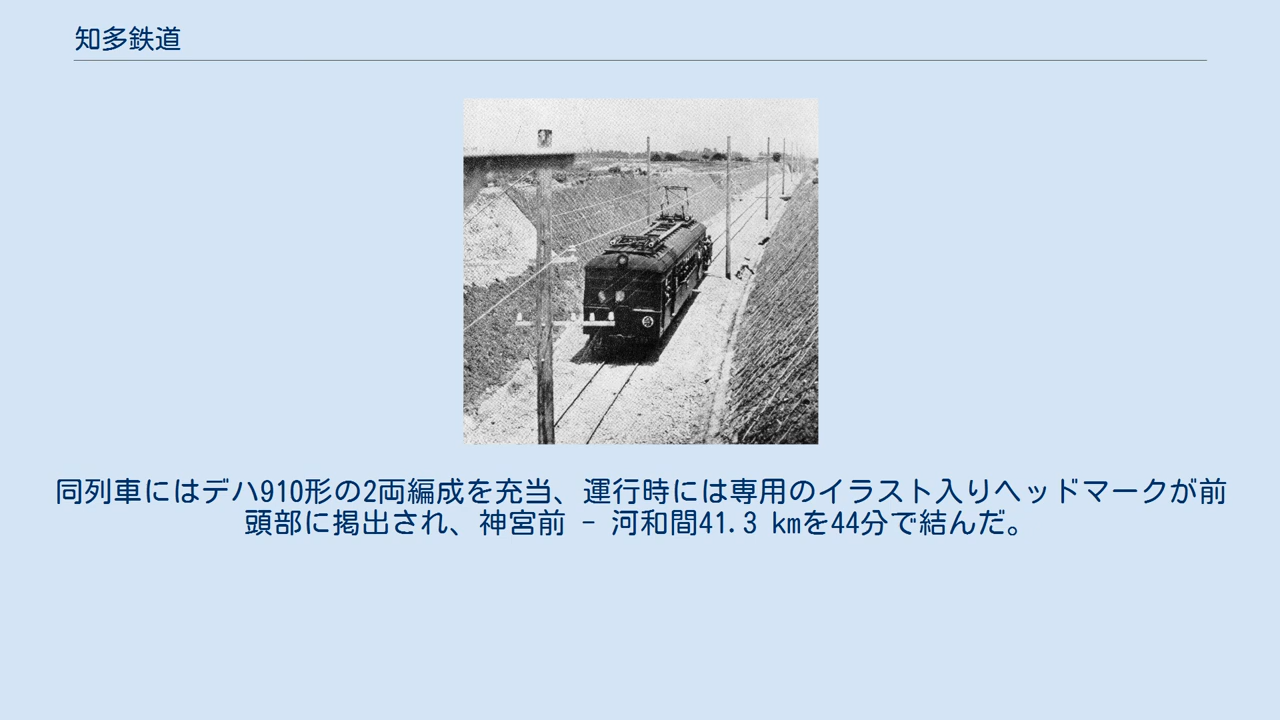 知多鉄道
同列車にはデハ910形の2両編成を充当、運行時には専用のイラスト入りヘッドマークが前
頭部に掲出され、神宮前 - 河和間41.3 kmを44分で結んだ。